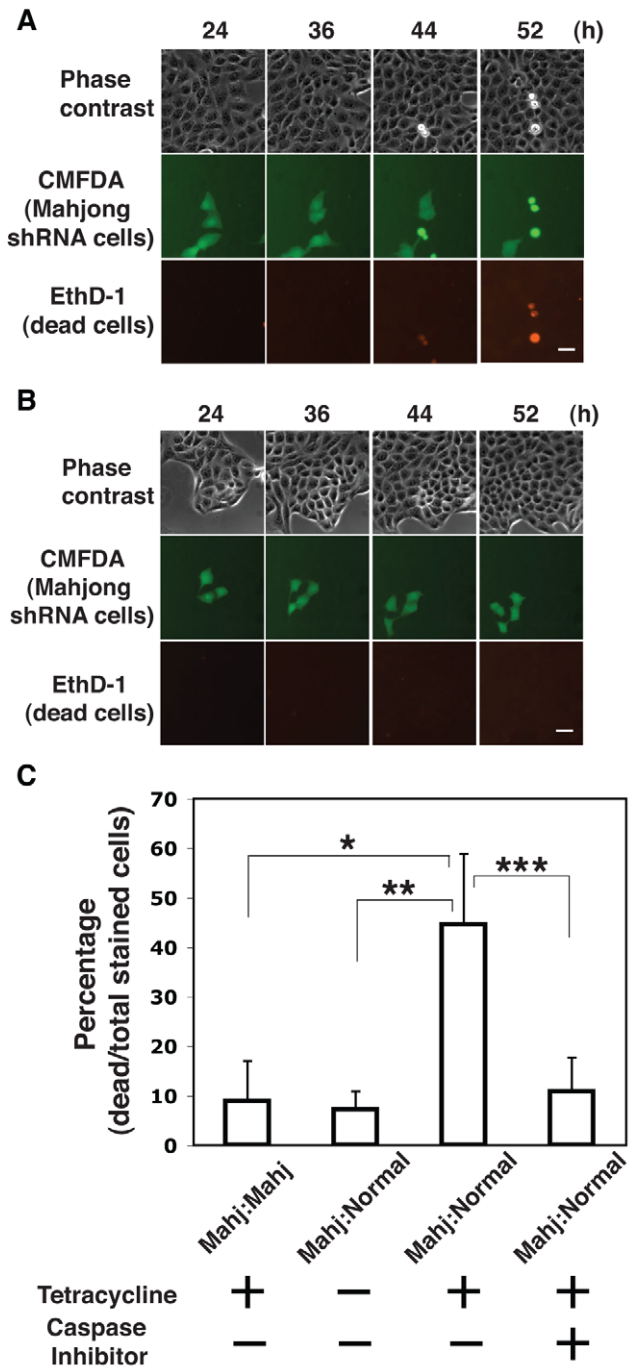 A
24 36 44 52 (h)
Phase
contrast
CMFDA
(Mahjong
shRNA cells)
EthD-1
(dead cells)
B
24 36 44 52 (h)
Phase
contrast
CMFDA
(Mahjong
shRNA cells)
EthD-1
(dead cells)
C
Percentage
(dead/total stained cells)
70
60
50
40
30
20
10
0
*
**
***
Mahj:Mahj
Mahj:Normal
Mahj:Normal
Mahj:Normal
Tetracycline + − + +
Caspase
Inhibitor − − − +